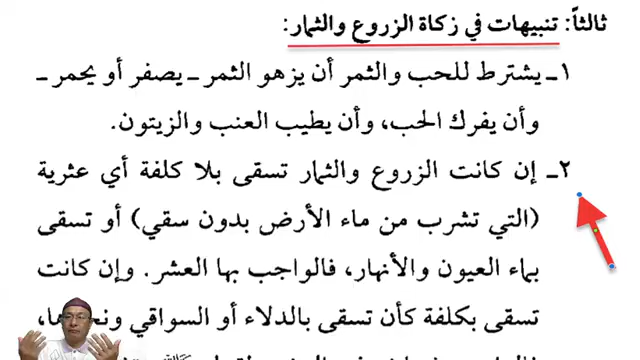 ثالثاً: تنبيهات في زكاة الزروع والثمار:
١ـ يشترط للحب والثمر أن يزهو الثمر ـ يصفر أو يحمر ـ
وأن يفرك الحب، وأن يطيب العنب والزيتون.
٢ـ إن كانت الزروع والثمار تسقى بلا كلفة أي عثرية
(التي تشرب من ماء الأرض بدون سقي) أو تسقى
بماء العيون والأنهار، فالواجب بها العشر. وإن كانت
تسقى بكلفة كأن تسقى بالدلاء أو السواقي